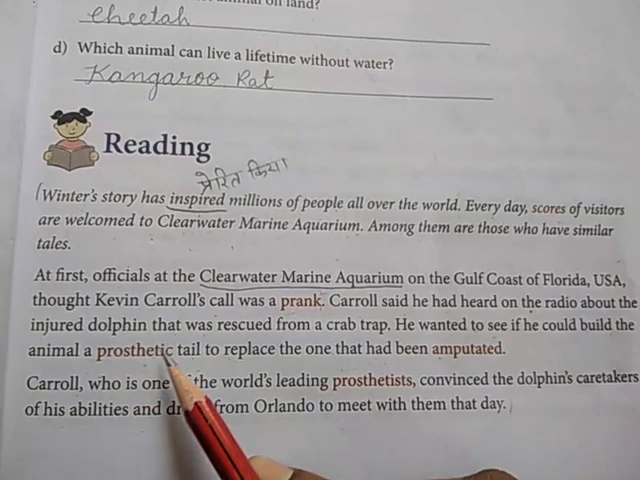 animal on land?
Cheetah
d) Which animal can live a lifetime without water?
Kangaroo Rat
Reading
प्रेरित किया।
Winter's story has inspired millions of people all over the world. Every day, scores of visitors
are welcomed to Clearwater Marine Aquarium. Among them are those who have similar
tales.
At first, officials at the Clearwater Marine Aquarium on the Gulf Coast of Florida, USA,
thought Kevin Carroll's call was a prank. Carroll said he had heard on the radio about the
injured dolphin that was rescued from a crab trap. He wanted to see if he could build the
animal a prosthetic tail to replace the one that had been amputated.
Carroll, who is one the world's leading prosthetists, convinced the dolphin's caretakers
of his abilities and from Orlando to meet with them that day.